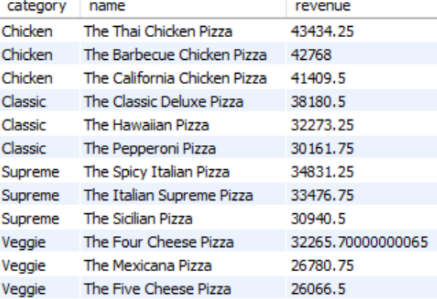 category name revenue
Chicken The Thai Chicken Pizza 43434.25
Chicken The Barbecue Chicken Pizza 42768
Chicken The California Chicken Pizza 41409.5
Classic The Classic Deluxe Pizza 38180.5
Classic The Hawaiian Pizza 32273.25
Classic The Pepperoni Pizza 30161.75
Supreme The Spicy Italian Pizza 34831.25
Supreme The Italian Supreme Pizza 33476.75
Supreme The Sicilian Pizza 30940.5
Veggie The Four Cheese Pizza 32265.70000000065
Veggie The Mexicana Pizza 26780.75
Veggie The Five Cheese Pizza 26066.5